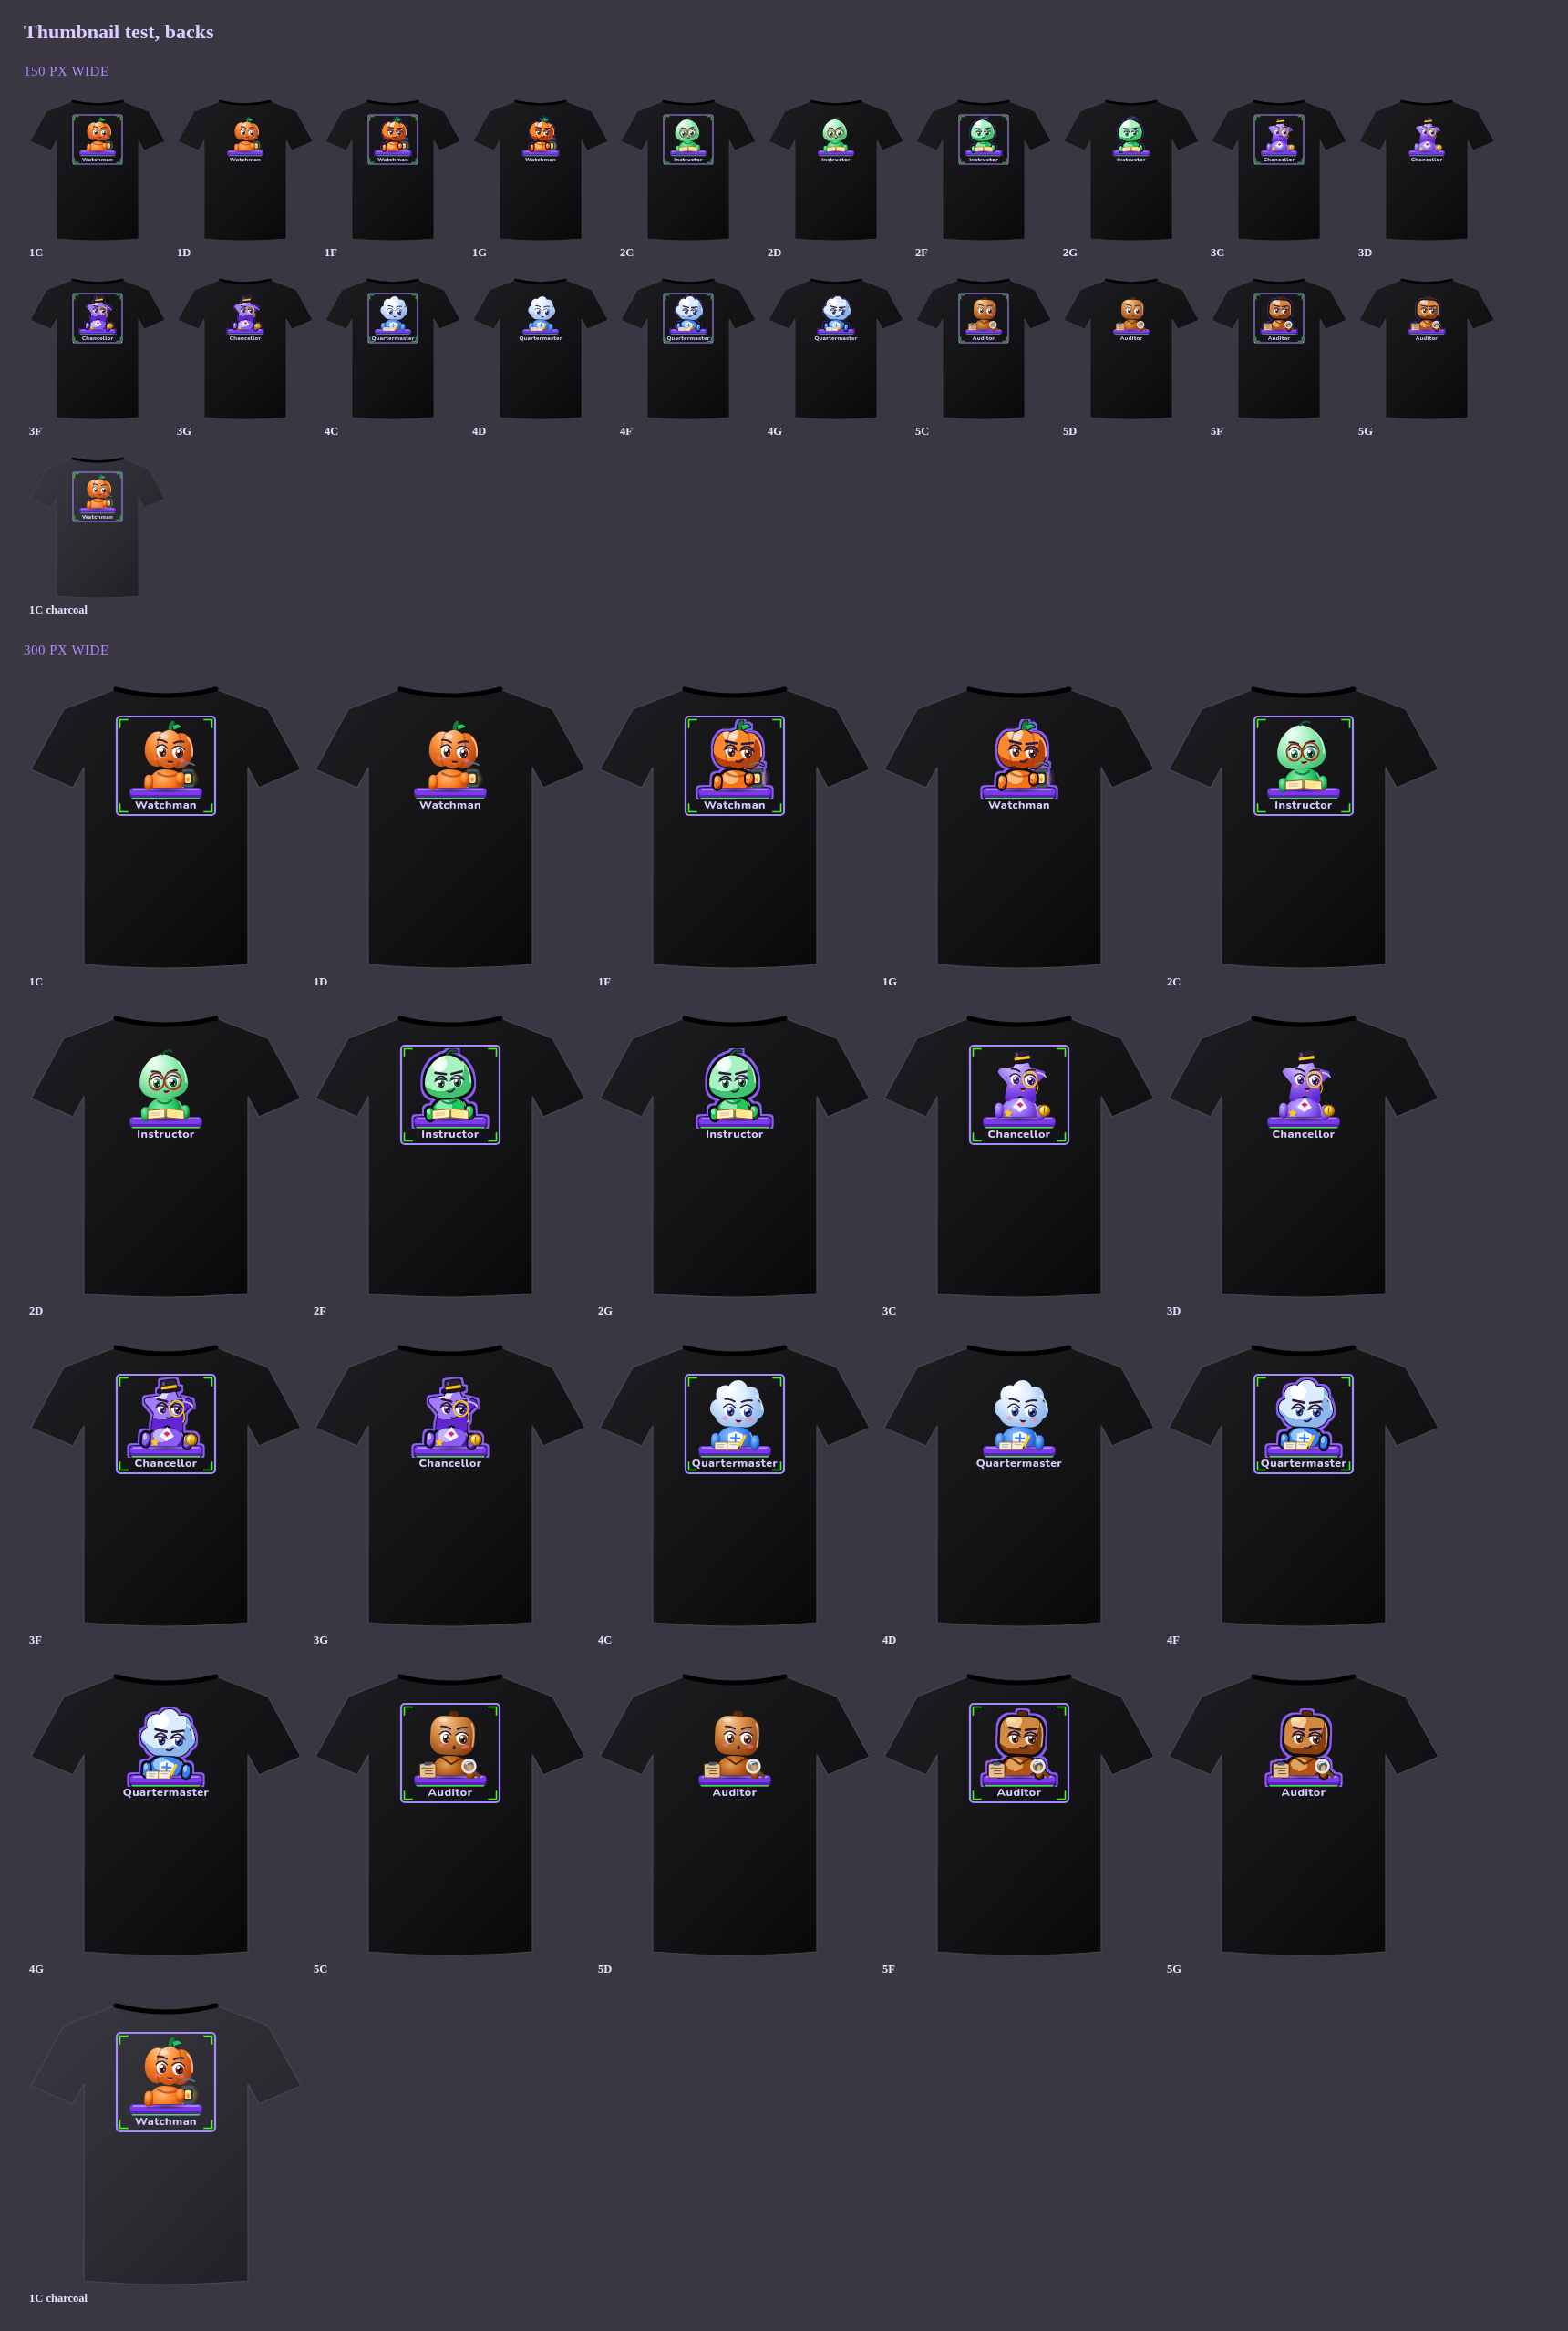 Thumbnail test, backs
150 PX WIDE
Watchman Watchman Watchman Watchman Instructor Instructor Instructor Instructor Chancellor Chancellor
1C 1D 1F 1G 2C 2D 2F 2G 3C 3D
Chancellor Chancellor Quartermaster Quartermaster Quartermaster Quartermaster Auditor Auditor Auditor Auditor
3F 3G 4C 4D 4F 4G 5C 5D 5F 5G
Watchman
1C charcoal
300 PX WIDE
Watchman Watchman Watchman Watchman Instructor
1C 1D 1F 1G 2C
Instructor Instructor Instructor Chancellor Chancellor
2D 2F 2G 3C 3D
Chancellor Chancellor Quartermaster Quartermaster Quartermaster
3F 3G 4C 4D 4F
Quartermaster Auditor Auditor Auditor Auditor
4G 5C 5D 5F 5G
Watchman
1C charcoal